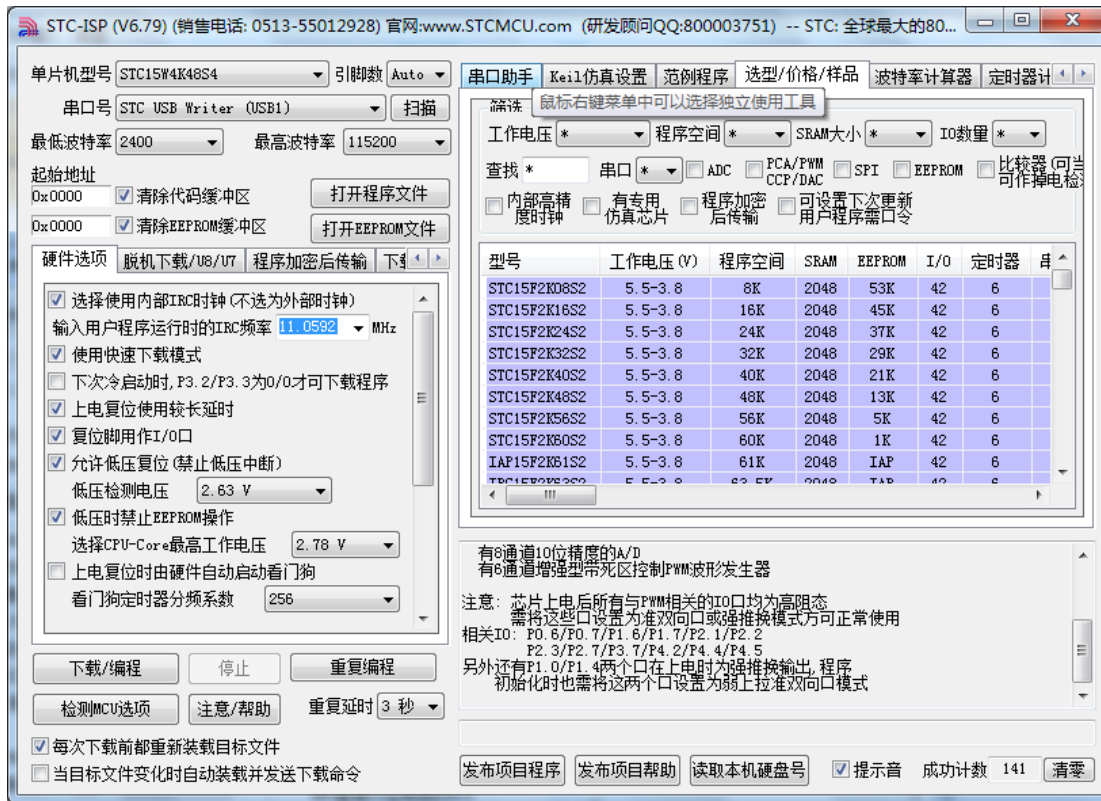 STC-ISP (V6.79) (销售电话: 0513-55012928) 官网:www.STCMCU.com (研发顾问QQ:800003751) -- STC: 全球最大的80...
单片机型号 STC15W4K48S4 引脚数 Auto
串口号 STC USB Writer (USB1) 扫描
最低波特率 2400 最高波特率 115200
起始地址
0x0000 清除代码缓冲区 打开程序文件
0x0000 清除EEPROM缓冲区 打开EEPROM文件
硬件选项 脱机下载/U8/U7 程序加密后传输
选择使用内部IRC时钟(不选为外部时钟)
输入用户程序运行时的IRC频率 11.0592 MHz
使用快速下载模式
下次冷启动时,P3.2/P3.3为0/0才可下载程序
上电复位使用较长延时
复位脚用作I/O口
允许低压复位(禁止低压中断)
低压检测电压 2.63 V
低压时禁止EEPROM操作
选择CPU-Core最高工作电压 2.78 V
上电复位时由硬件自动启动看门狗
看门狗定时器分频系数 256
下载/编程 停止 重复编程
检测MCU选项 注意/帮助 重复延时 3 秒
每次下载前都重新装载目标文件
当目标文件变化时自动装载并发送下载命令
串口助手 Keil仿真设置 范例程序 选型/价格/样品 波特率计算器 定时器计
筛选 鼠标右键菜单中可以选择独立使用工具
工作电压 * 程序空间 * SRAM大小 * IO数量 *
查找 * 串口 * ADC PCA/PWM CCP/DAC SPI EEPROM 比较器(可当 可作掉电检
内部高精度时钟 有专用仿真芯片 程序加密后传输 可设置下次更新用户程序需口令
型号 工作电压(V) 程序空间 SRAM EEPROM I/O 定时器
STC15F2K08S2 5.5-3.8 8K 2048 53K 42 6
STC15F2K16S2 5.5-3.8 16K 2048 45K 42 6
STC15F2K24S2 5.5-3.8 24K 2048 37K 42 6
STC15F2K32S2 5.5-3.8 32K 2048 29K 42 6
STC15F2K40S2 5.5-3.8 40K 2048 21K 42 6
STC15F2K48S2 5.5-3.8 48K 2048 13K 42 6
STC15F2K56S2 5.5-3.8 56K 2048 5K 42 6
STC15F2K60S2 5.5-3.8 60K 2048 1K 42 6
IAP15F2K61S2 5.5-3.8 61K 2048 IAP 42 6
有8通道10位精度的A/D
有6通道增强型带死区控制PWM波形发生器
注意: 芯片上电后所有与PWM相关的IO口均为高阻态
需将这些口设置为准双向口或强推挽模式方可正常使用
相关IO: P0.6/P0.7/P1.6/P1.7/P2.1/P2.2
P2.3/P2.7/P3.7/P4.2/P4.4/P4.5
另外还有P1.0/P1.4两个口在上电时为强推挽输出,程序
初始化时也需将这两个口设置为弱上拉准双向口模式
发布项目程序 发布项目帮助 读取本机硬盘号 提示音 成功计数 141 清零